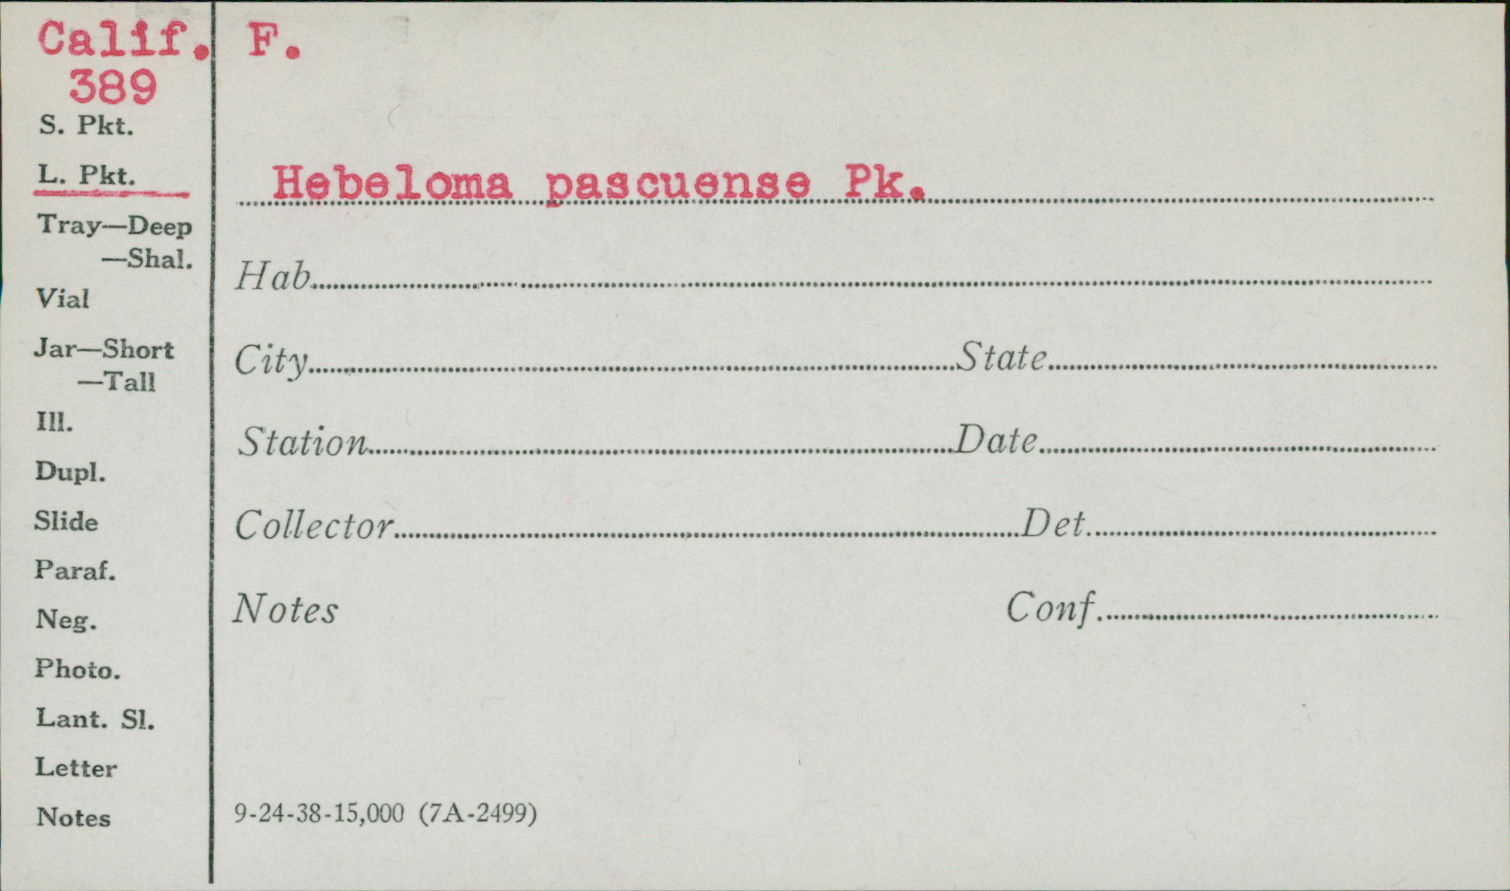 Calif. F.
389
S. Pkt.
L. Pkt.
Hebeloma pascuense Pk.
Tray—Deep
—Shal.
Hab.
Vial
Jar—Short
—Tall
City State
Ill.
Station Date
Dupl.
Slide
Collector Det.
Paraf.
Neg.
Notes Conf.
Photo.
Lant. Sl.
Letter
Notes
9-24-38-15,000 (7A-2499)